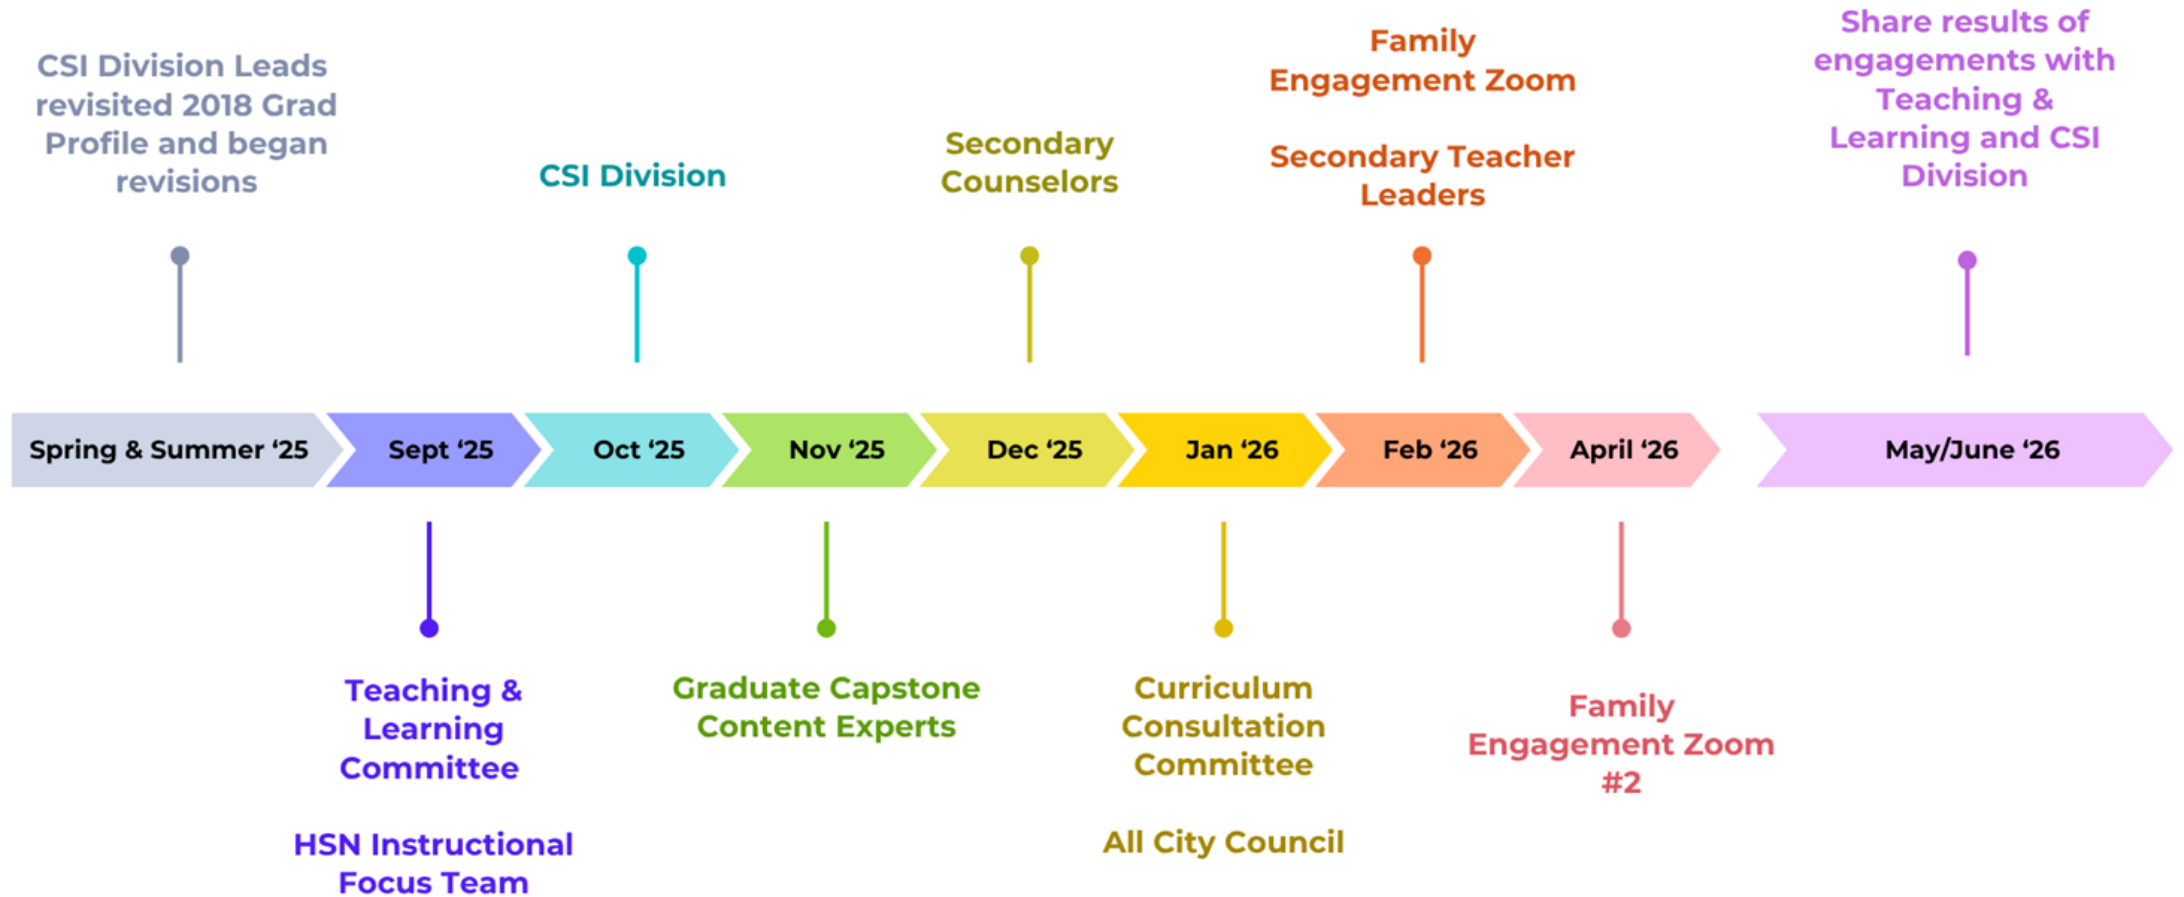 CSI Division Leads
revisited 2018 Grad
Profile and began
revisions
CSI Division
Secondary
Counselors
Family
Engagement Zoom
Secondary Teacher
Leaders
Share results of
engagements with
Teaching &
Learning and CSI
Division
Spring & Summer ‘25
Sept ‘25
Oct ‘25
Nov ‘25
Dec ‘25
Jan ‘26
Feb ‘26
April ‘26
May/June ‘26
Teaching &
Learning
Committee
HSN Instructional
Focus Team
Graduate Capstone
Content Experts
Curriculum
Consultation
Committee
All City Council
Family
Engagement Zoom
#2